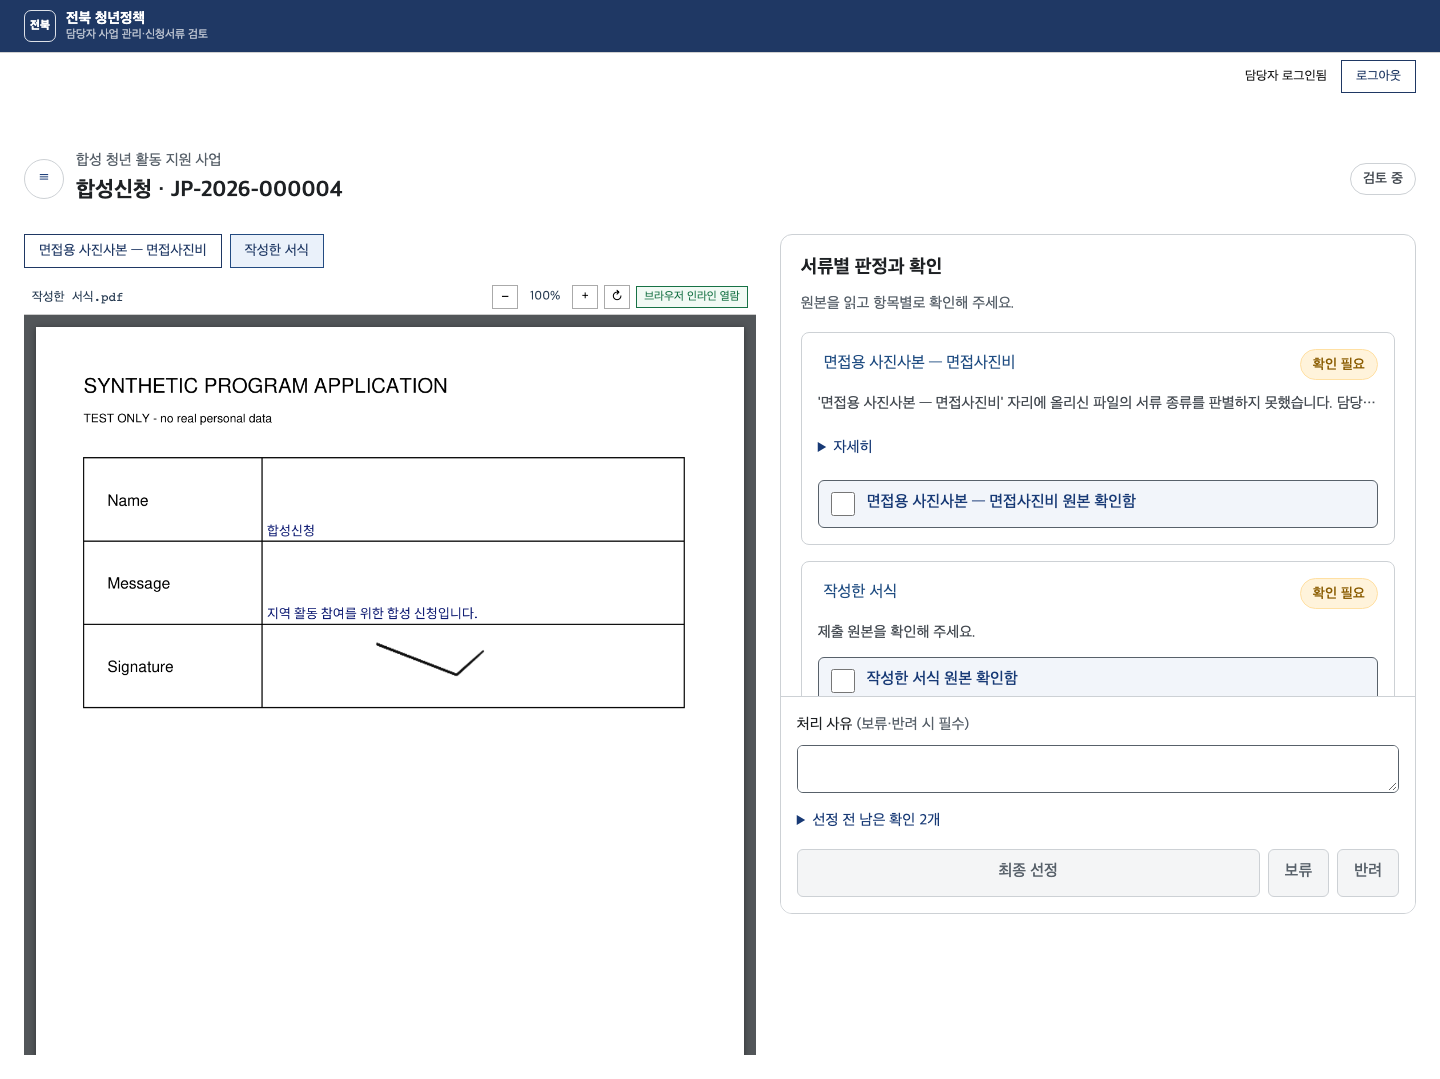 전북
전북 청년정책
담당자 사업 관리·신청서류 검토
담당자 로그인됨
로그아웃
≡
합성 청년 활동 지원 사업
합성신청 · JP-2026-000004
검토 중
면접용 사진사본 — 면접사진비
작성한 서식
작성한 서식.pdf
−
100%
+
↻
브라우저 인라인 열람
SYNTHETIC PROGRAM APPLICATION
TEST ONLY - no real personal data
Name
합성신청
Message
지역 활동 참여를 위한 합성 신청입니다.
Signature
서류별 판정과 확인
원본을 읽고 항목별로 확인해 주세요.
면접용 사진사본 — 면접사진비
확인 필요
'면접용 사진사본 — 면접사진비' 자리에 올리신 파일의 서류 종류를 판별하지 못했습니다. 담당…
▶ 자세히
면접용 사진사본 — 면접사진비 원본 확인함
작성한 서식
확인 필요
제출 원본을 확인해 주세요.
작성한 서식 원본 확인함
처리 사유 (보류·반려 시 필수)
▶ 선정 전 남은 확인 2개
최종 선정
보류
반려